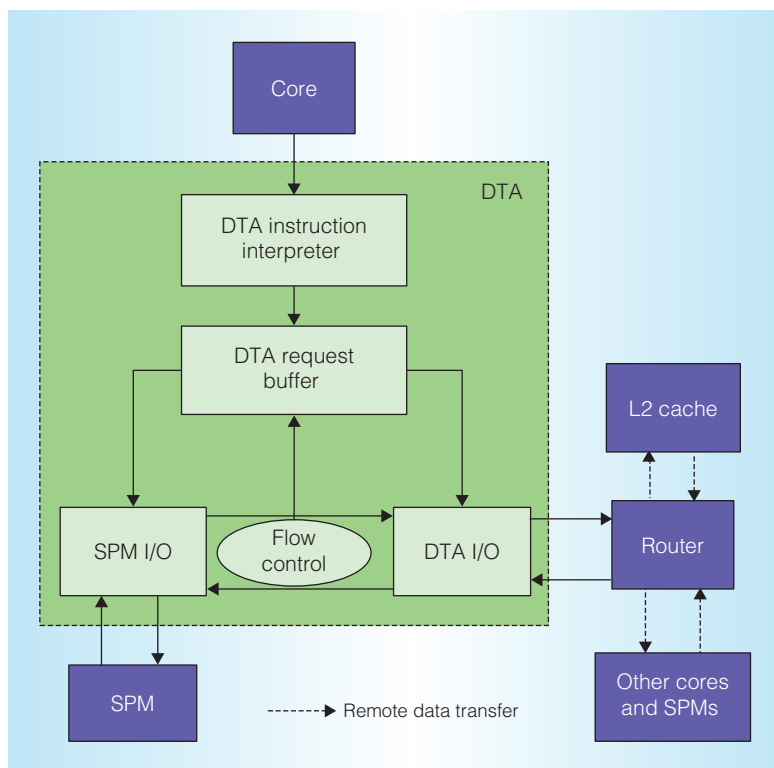 Core
DTA
DTA instruction
interpreter
DTA request
buffer
L2 cache
SPM I/O
Flow
control
DTA I/O
Router
SPM
Remote data transfer
Other cores
and SPMs